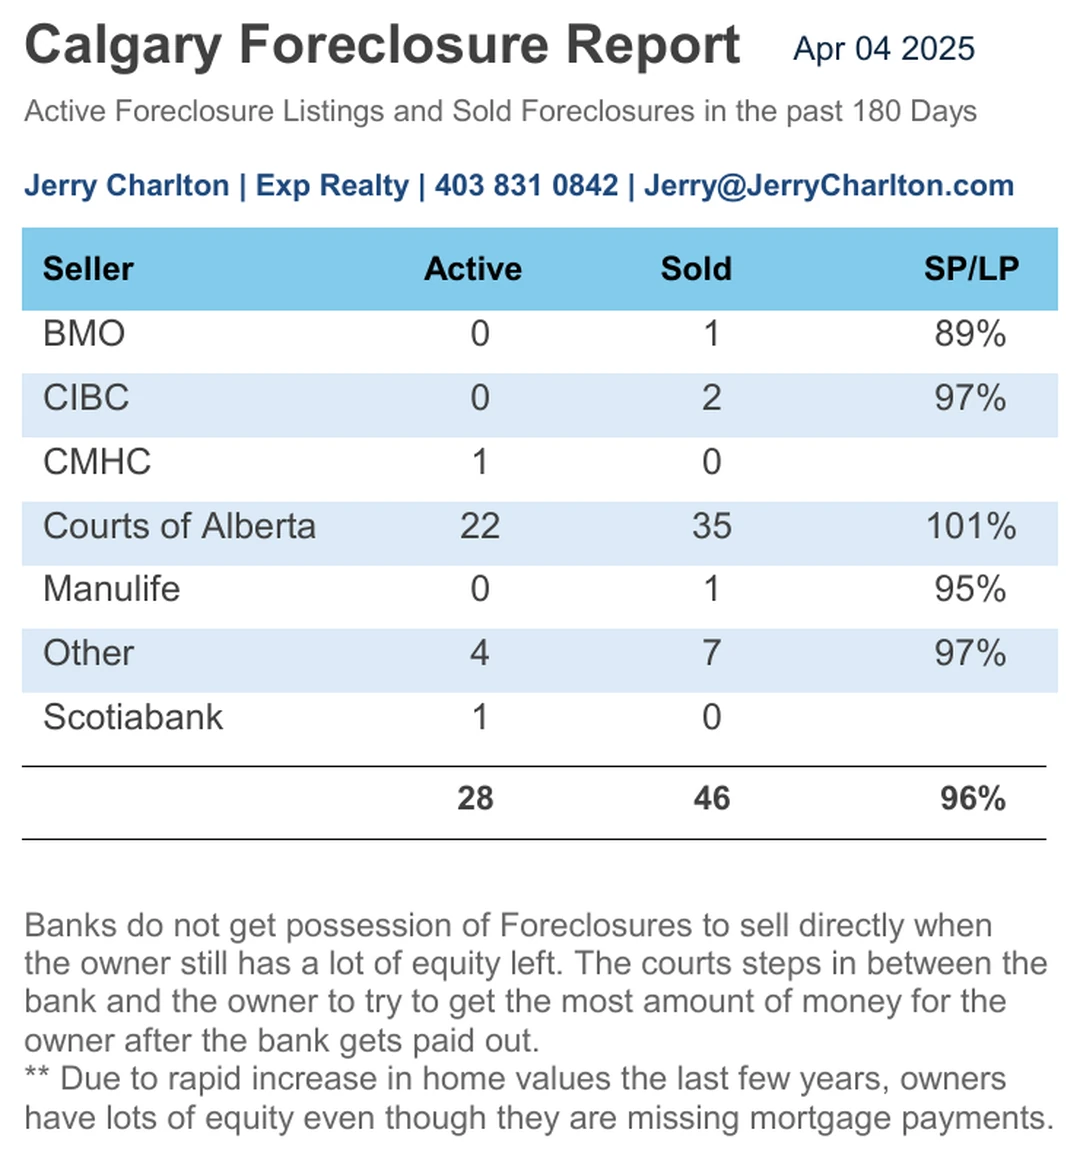 Calgary Foreclosure Report Apr 04 2025
Active Foreclosure Listings and Sold Foreclosures in the past 180 Days
Jerry Charlton | Exp Realty | 403 831 0842 | Jerry@JerryCharlton.com
Seller Active Sold SP/LP
BMO 0 1 89%
CIBC 0 2 97%
CMHC 1 0
Courts of Alberta 22 35 101%
Manulife 0 1 95%
Other 4 7 97%
Scotiabank 1 0
28 46 96%
Banks do not get possession of Foreclosures to sell directly when
the owner still has a lot of equity left. The courts steps in between the
bank and the owner to try to get the most amount of money for the
owner after the bank gets paid out.
** Due to rapid increase in home values the last few years, owners
have lots of equity even though they are missing mortgage payments.